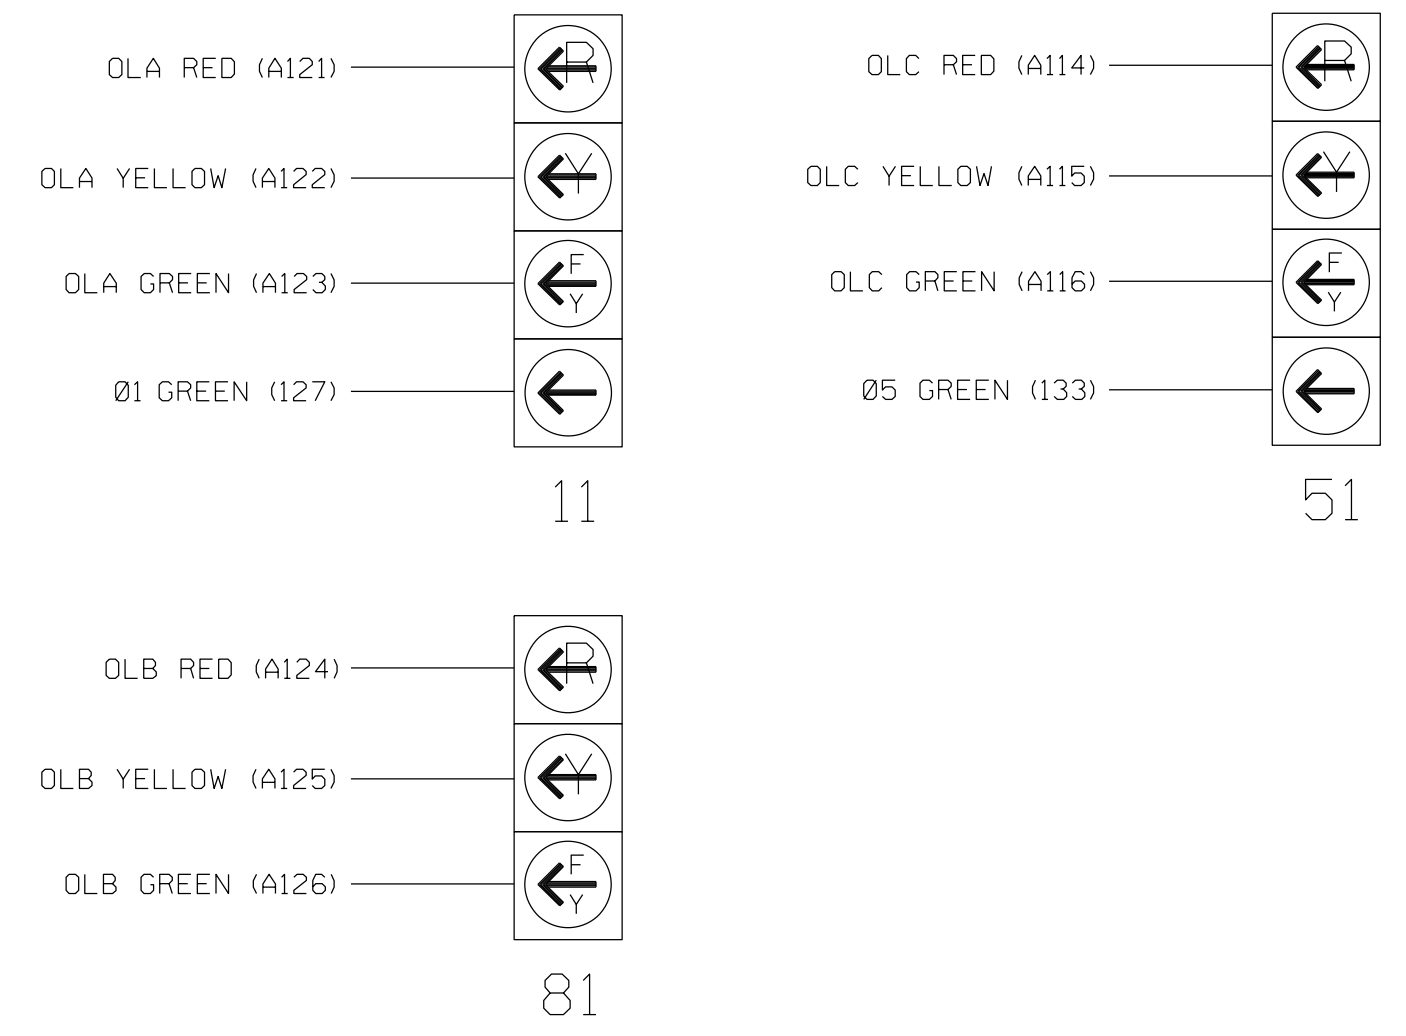 OLA RED (A121)
R
OLA YELLOW (A122)
Y
OLA GREEN (A123)
F
Y
Ø1 GREEN (127)
11
OLC RED (A114)
R
OLC YELLOW (A115)
Y
OLC GREEN (A116)
F
Y
Ø5 GREEN (133)
51
OLB RED (A124)
R
OLB YELLOW (A125)
Y
OLB GREEN (A126)
F
Y
81